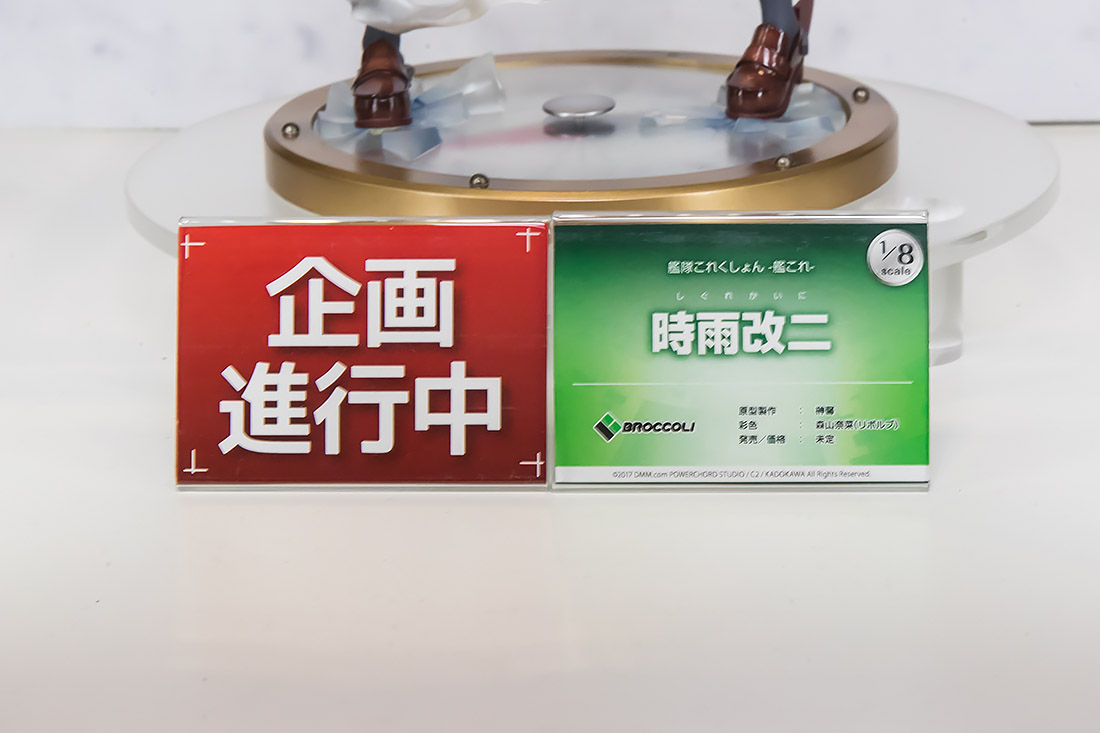 企画
進行中
1/8
scale
艦隊これくしょん -艦これ-
しぐれかいに
時雨改二
BROCCOLI
原型製作 : 榊馨
彩色 : 森山奈菜(リボルブ)
発売/価格 : 未定
©2017 DMM.com POWERCHORD STUDIO / C2 / KADOKAWA All Rights Reserved.